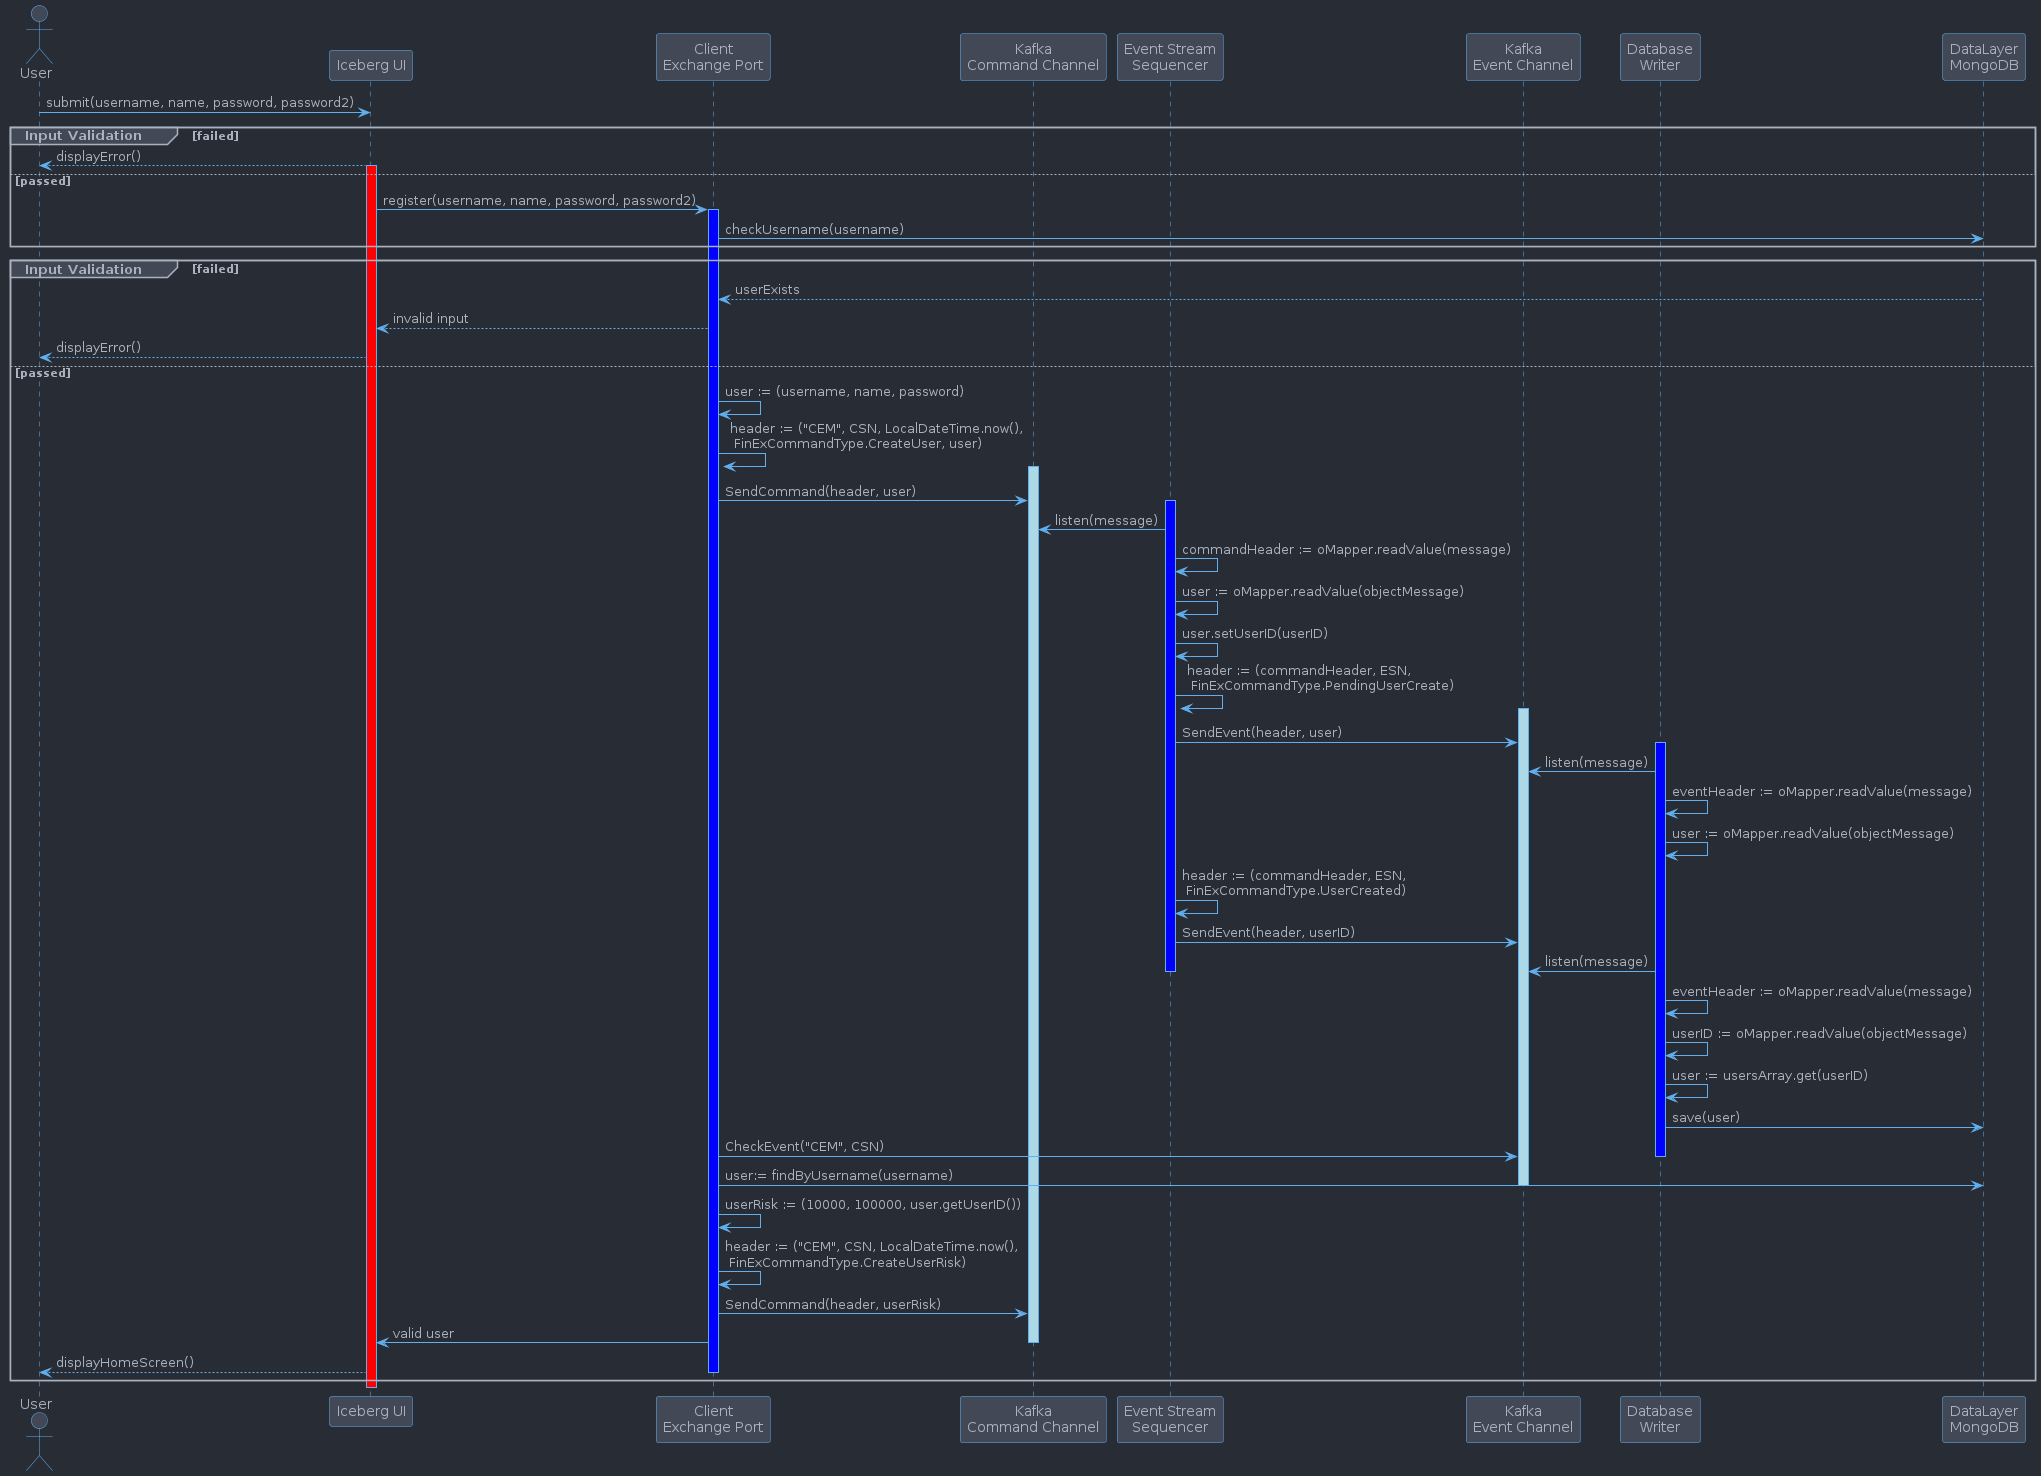 User
Iceberg UI
Client
Exchange Port
Kafka
Command Channel
Event Stream
Sequencer
Kafka
Event Channel
Database
Writer
DataLayer
MongoDB
submit(username, name, password, password2)
Input Validation [failed]
displayError()
[passed]
register(username, name, password, password2)
checkUsername(username)
Input Validation [failed]
userExists
invalid input
displayError()
[passed]
user := (username, name, password)
header := ("CEM", CSN, LocalDateTime.now(),
FinExCommandType.CreateUser, user)
SendCommand(header, user)
listen(message)
commandHeader := oMapper.readValue(message)
user := oMapper.readValue(objectMessage)
user.setUserID(userID)
header := (commandHeader, ESN,
FinExCommandType.PendingUserCreate)
SendEvent(header, user)
listen(message)
eventHeader := oMapper.readValue(message)
user := oMapper.readValue(objectMessage)
header := (commandHeader, ESN,
FinExCommandType.UserCreated)
SendEvent(header, userID)
listen(message)
eventHeader := oMapper.readValue(message)
userID := oMapper.readValue(objectMessage)
user := usersArray.get(userID)
save(user)
CheckEvent("CEM", CSN)
user:= findByUsername(username)
userRisk := (10000, 100000, user.getUserID())
header := ("CEM", CSN, LocalDateTime.now(),
FinExCommandType.CreateUserRisk)
SendCommand(header, userRisk)
valid user
displayHomeScreen()
User
Iceberg UI
Client
Exchange Port
Kafka
Command Channel
Event Stream
Sequencer
Kafka
Event Channel
Database
Writer
DataLayer
MongoDB